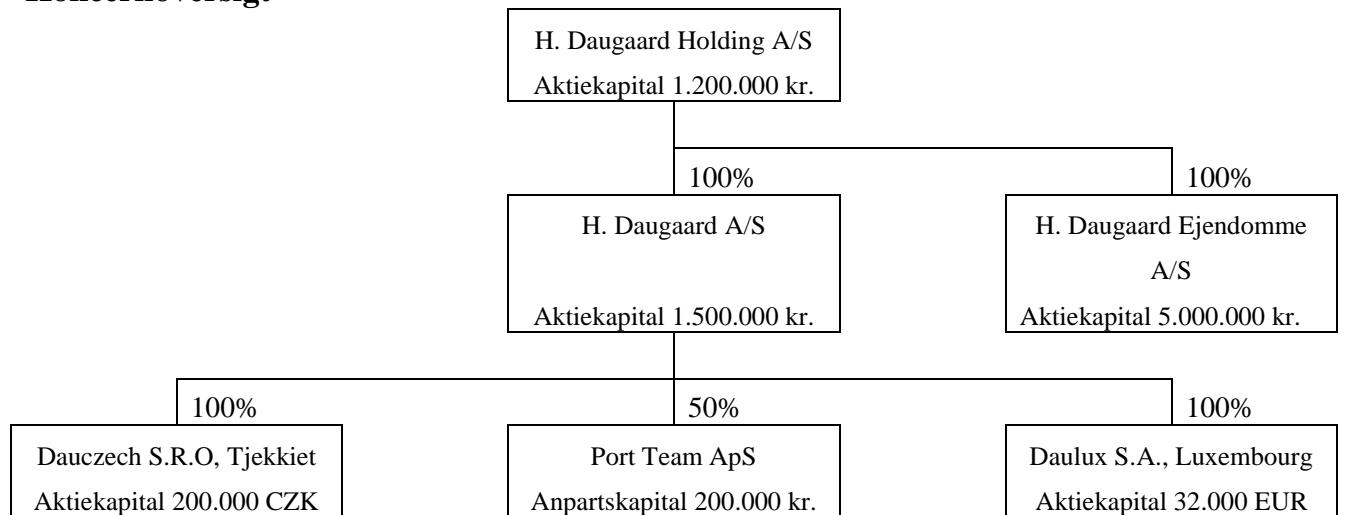 Koncernoversigt
H. Daugaard Holding A/S
Aktiekapital 1.200.000 kr.
100%
100%
H. Daugaard A/S
Aktiekapital 1.500.000 kr.
H. Daugaard Ejendomme
A/S
Aktiekapital 5.000.000 kr.
100%
50%
100%
Dauczech S.R.O, Tjekkiet
Aktiekapital 200.000 CZK
Port Team ApS
Anpartskapital 200.000 kr.
Daulux S.A., Luxembourg
Aktiekapital 32.000 EUR